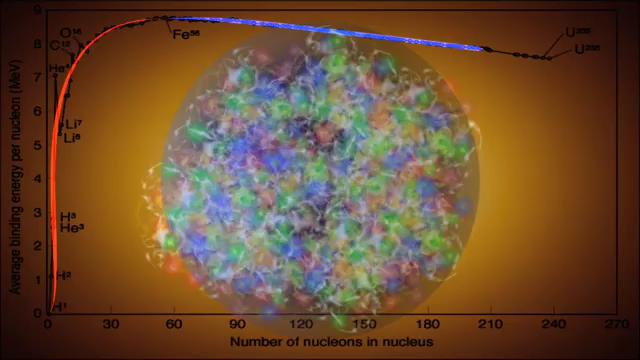 Average binding energy per nucleon (MeV)
9
8
7
6
5
4
3
2
1
0
O16
C12
He4
Li7
Li6
H3
He3
H2
H1
Fe56
U235
U238
0 30 60 90 120 150 180 210 240 270
Number of nucleons in nucleus